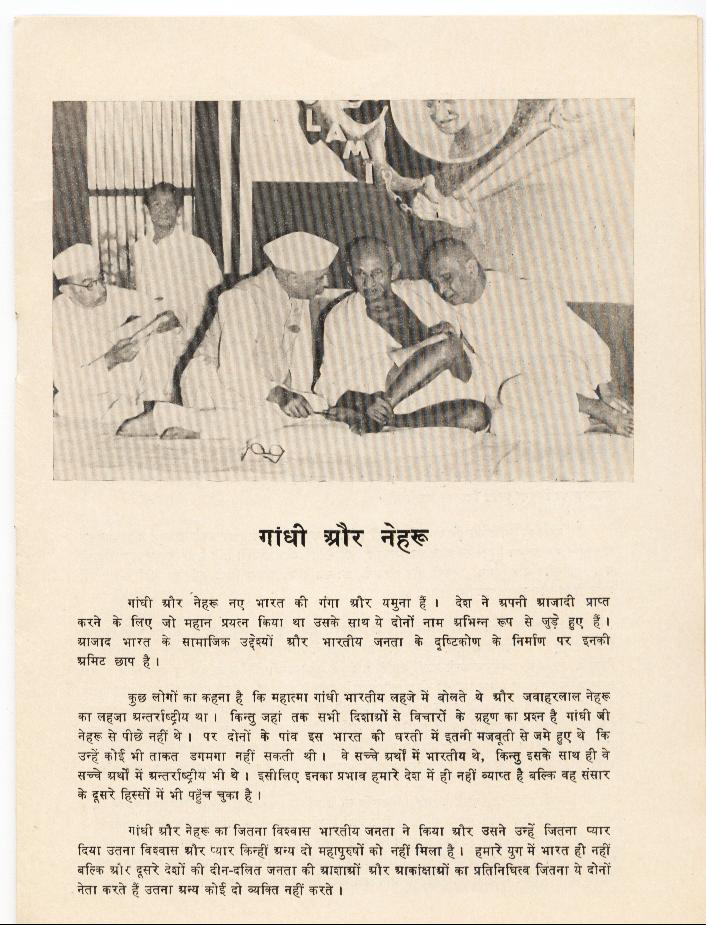 LAMI
गांधी और नेहरू
गांधी और नेहरू नए भारत की गंगा और यमुना हैं । देश ने अपनी आजादी प्राप्त
करने के लिए जो महान प्रयत्न किया था उसके साथ ये दोनों नाम अभिन्न रूप से जुड़े हुए हैं ।
आजाद भारत के सामाजिक उद्देश्यों और भारतीय जनता के दृष्टिकोण के निर्माण पर इनकी
अमिट छाप है ।
कुछ लोगों का कहना है कि महात्मा गांधी भारतीय लहजे में बोलते थे और जवाहरलाल नेहरू
का लहजा अन्तर्राष्ट्रीय था । किन्तु जहां तक सभी दिशाओं से विचारों के ग्रहण का प्रश्न है गांधी जी
नेहरू से पीछे नहीं थे । पर दोनों के पांव इस भारत की धरती में इतनी मजबूती से जमे हुए थे कि
उन्हें कोई भी ताकत डगमगा नहीं सकती थी । वे सच्चे अर्थों में भारतीय थे, किन्तु इसके साथ ही वे
सच्चे अर्थों में अन्तर्राष्ट्रीय भी थे । इसीलिए इनका प्रभाव हमारे देश में ही नहीं व्याप्त है बल्कि वह संसार
के दूसरे हिस्सों में भी पहुँच चुका है ।
गांधी और नेहरू का जितना विश्वास भारतीय जनता ने किया और उसने उन्हें जितना प्यार
दिया उतना विश्वास और प्यार किन्हीं अन्य दो महापुरुषों को नहीं मिला है । हमारे युग में भारत ही नहीं
बल्कि और दूसरे देशों की दीन-दलित जनता की आशाओं और आकांक्षाओं का प्रतिनिधित्व जितना ये दोनों
नेता करते हैं उतना अन्य कोई दो व्यक्ति नहीं करते ।